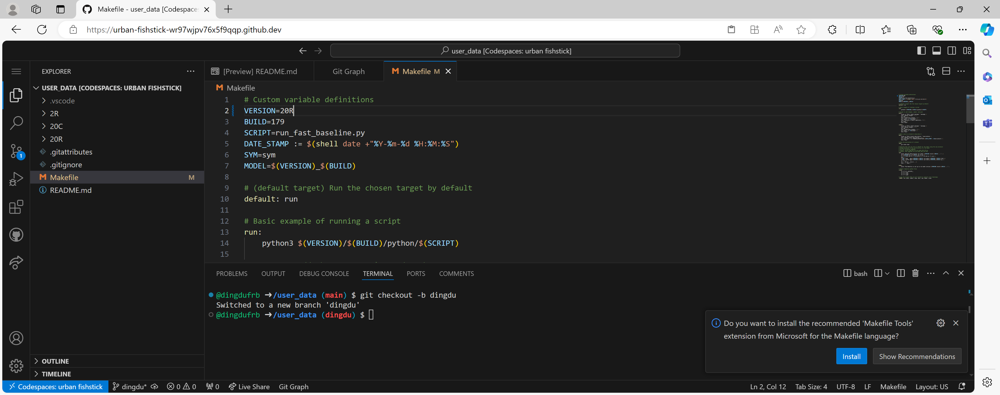 Makefile - user_data [Codespaces
https://urban-fishstick-wr97wjpv76x5f9qqp.github.dev
user_data [Codespaces: urban fishstick]
EXPLORER
USER_DATA [CODESPACES: URBAN FISHSTICK]
.vscode
2R
20C
20R
.gitattributes
.gitignore
Makefile M
README.md
OUTLINE
TIMELINE
1
[Preview] README.md
Git Graph
Makefile M
Makefile
1 # Custom variable definitions
2 VERSION=20R
3 BUILD=179
4 SCRIPT=run_fast_baseline.py
5 DATE_STAMP := $(shell date +"%Y-%m-%d %H:%M:%S")
6 SYM=sym
7 MODEL=$(VERSION)_$(BUILD)
8
9 # (default target) Run the chosen target by default
10 default: run
11
12 # Basic example of running a script
13 run:
14 python3 $(VERSION)/$(BUILD)/python/$(SCRIPT)
15
PROBLEMS OUTPUT DEBUG CONSOLE TERMINAL PORTS COMMENTS
bash
@dingdufrb ➜/user_data (main) $ git checkout -b dingdu
Switched to a new branch 'dingdu'
@dingdufrb ➜/user_data (dingdu) $
Do you want to install the recommended 'Makefile Tools'
extension from Microsoft for the Makefile language?
Install
Show Recommendations
Codespaces: urban fishstick dingdu* 0 0 0 Live Share Git Graph
Ln 2, Col 12 Tab Size: 4 UTF-8 LF Makefile Layout: US